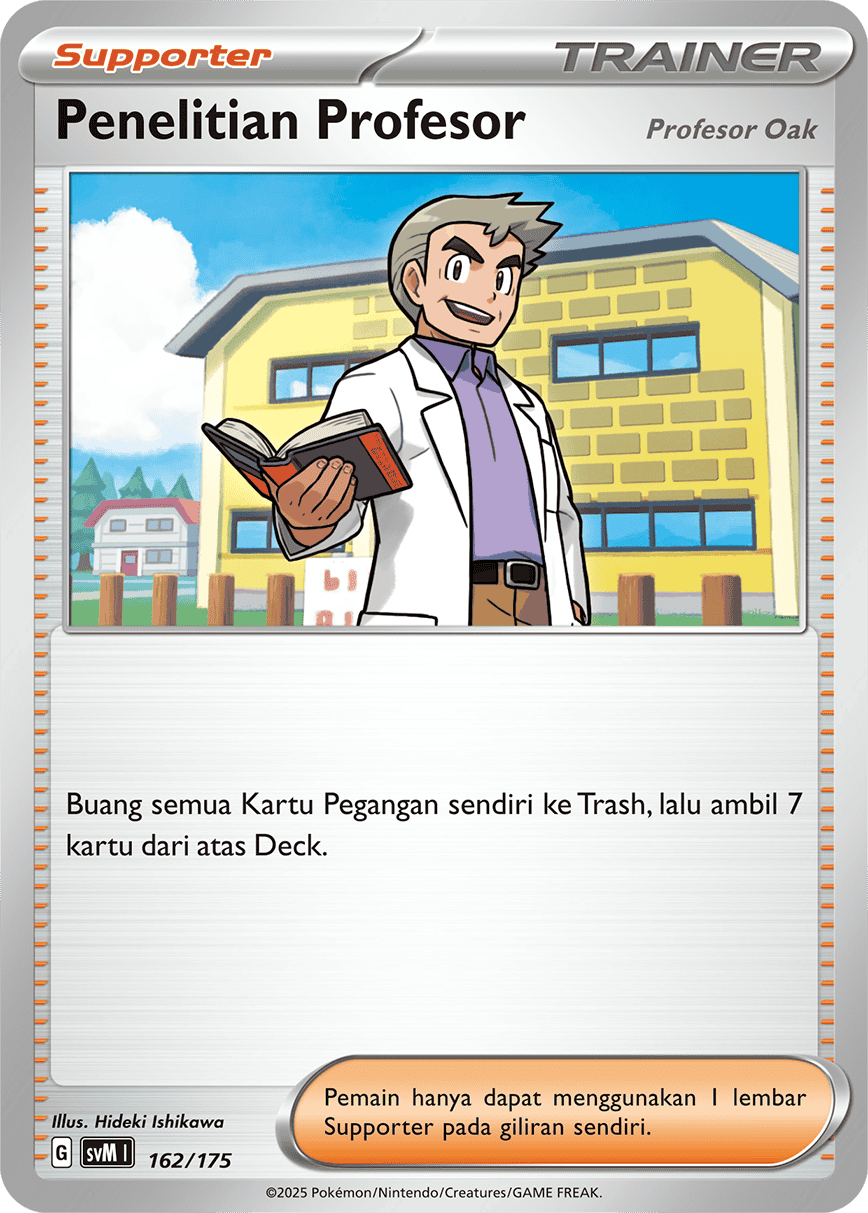 Supporter
TRAINER
Penelitian Profesor
Profesor Oak
Buang semua Kartu Pegangan sendiri ke Trash, lalu ambil 7
kartu dari atas Deck.
Pemain hanya dapat menggunakan 1 lembar
Supporter pada giliran sendiri.
Illus. Hideki Ishikawa
G svM I 162/175
©2025 Pokémon/Nintendo/Creatures/GAME FREAK.